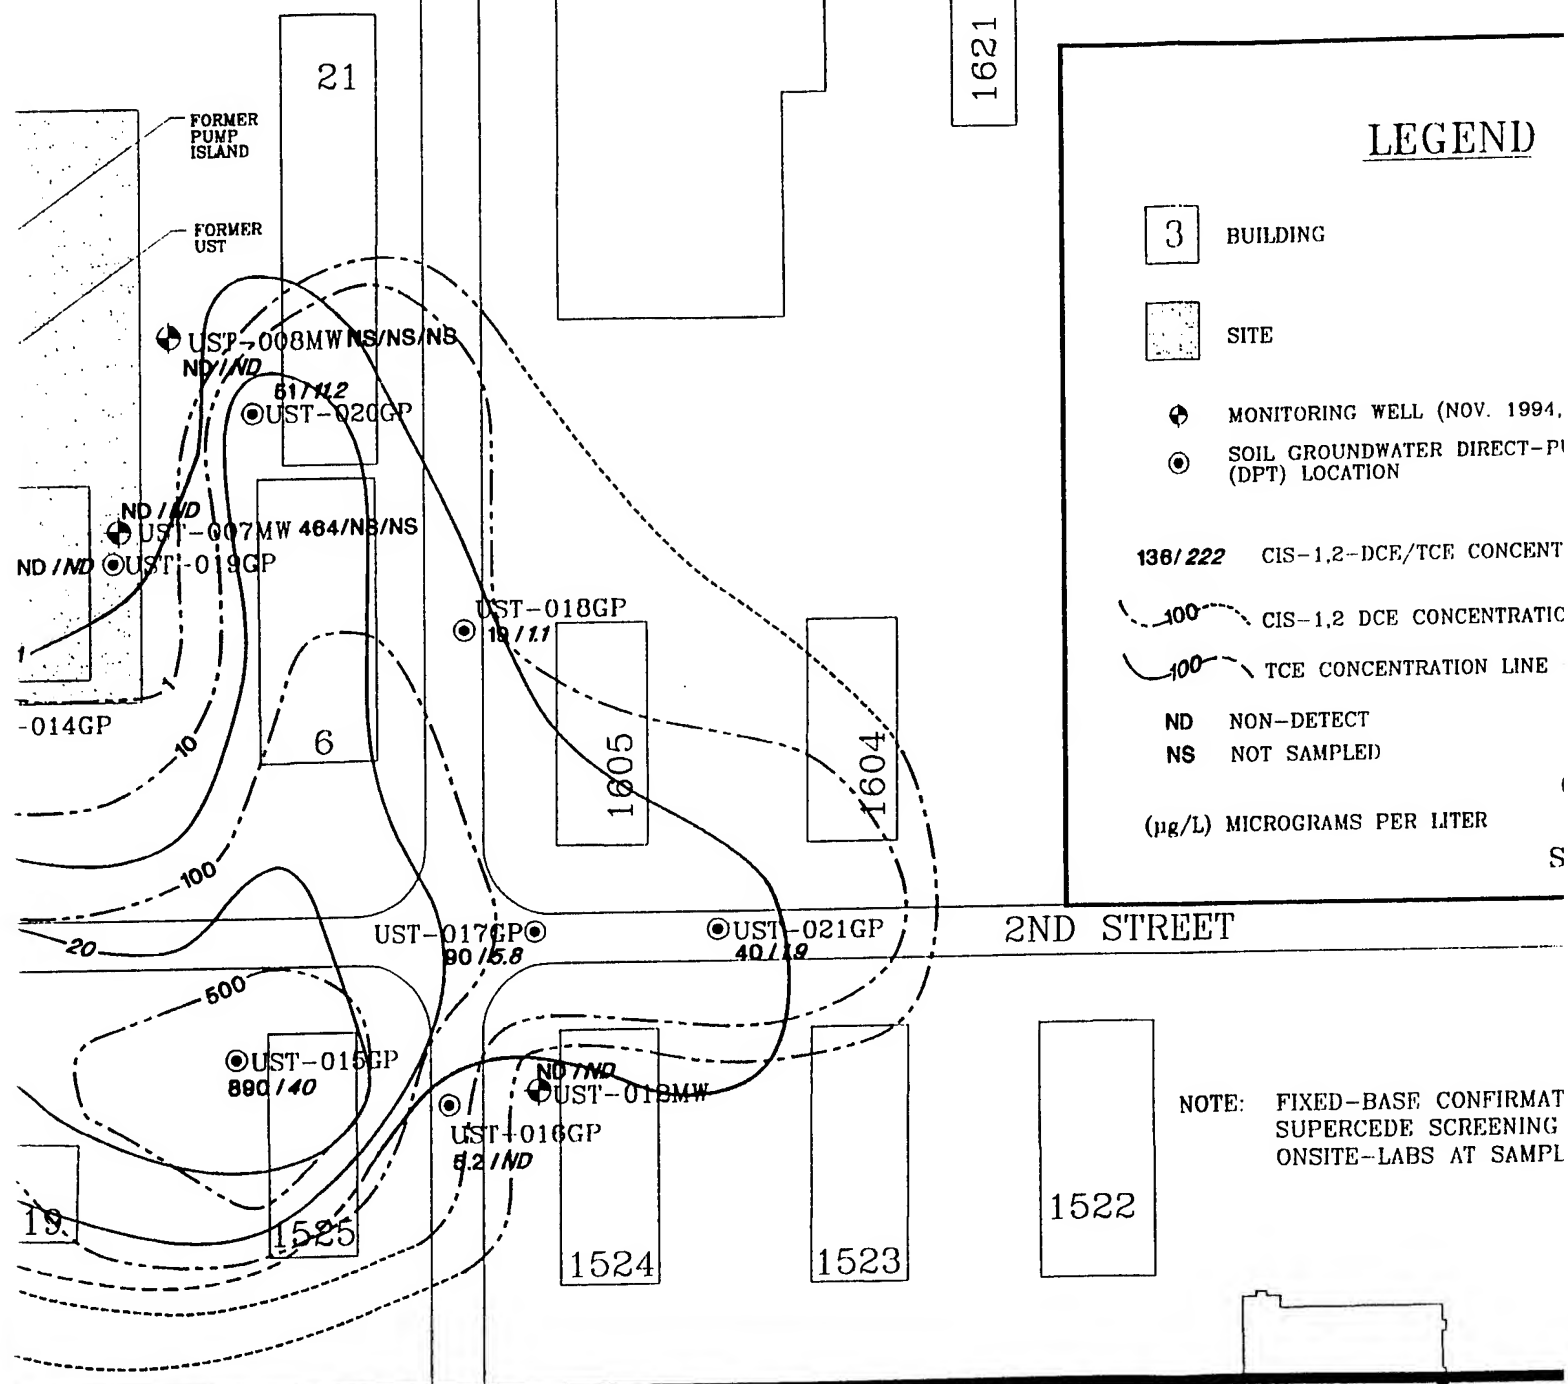 21
1621
FORMER
PUMP
ISLAND
FORMER
UST
LEGEND
3 BUILDING
SITE
MONITORING WELL (NOV. 1994,
SOIL GROUNDWATER DIRECT-PU
(DPT) LOCATION
136/222 CIS-1,2-DCE/TCE CONCENT
100 CIS-1,2 DCE CONCENTRATIO
100 TCE CONCENTRATION LINE
ND NON-DETECT
NS NOT SAMPLED
(µg/L) MICROGRAMS PER LITER
S
UST-008MW NS/NS/NS
ND/ND
51/11.2
UST-020GP
ND/ND
UST-007MW 464/NS/NS
ND/ND UST-019GP
UST-018GP
19/1.1
1
1
-014GP
10
6
1605
1604
100
20
UST-017GP
90/5.8
UST-021GP
40/1.9
2ND STREET
500
UST-015GP
890/40
ND/ND
UST-018MW
UST-016GP
5.2/ND
19
1525
1524
1523
1522
NOTE: FIXED-BASE CONFIRMAT
SUPERCEDE SCREENING
ONSITE-LABS AT SAMPL